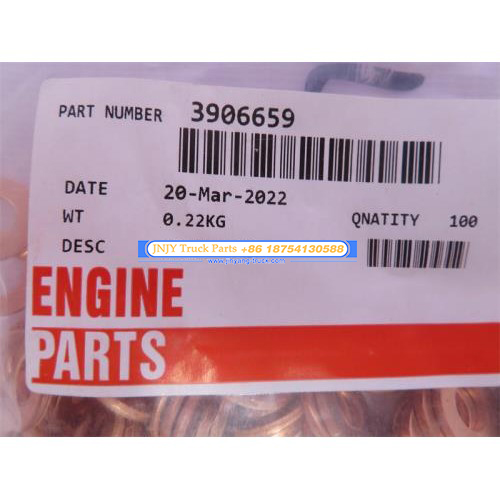 PART NUMBER 3906659
DATE 20-Mar-2022
WT 0.22KG QNATITY 100
DESC
JNJY Truck Parts +86 18754130588
ENGINE
PARTS